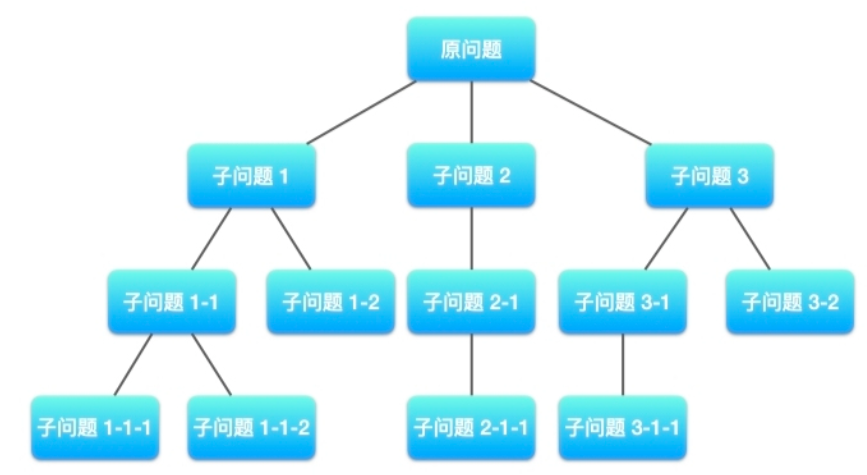 原问题
子问题 1
子问题 2
子问题 3
子问题 1-1
子问题 1-2
子问题 2-1
子问题 3-1
子问题 3-2
子问题 1-1-1
子问题 1-1-2
子问题 2-1-1
子问题 3-1-1